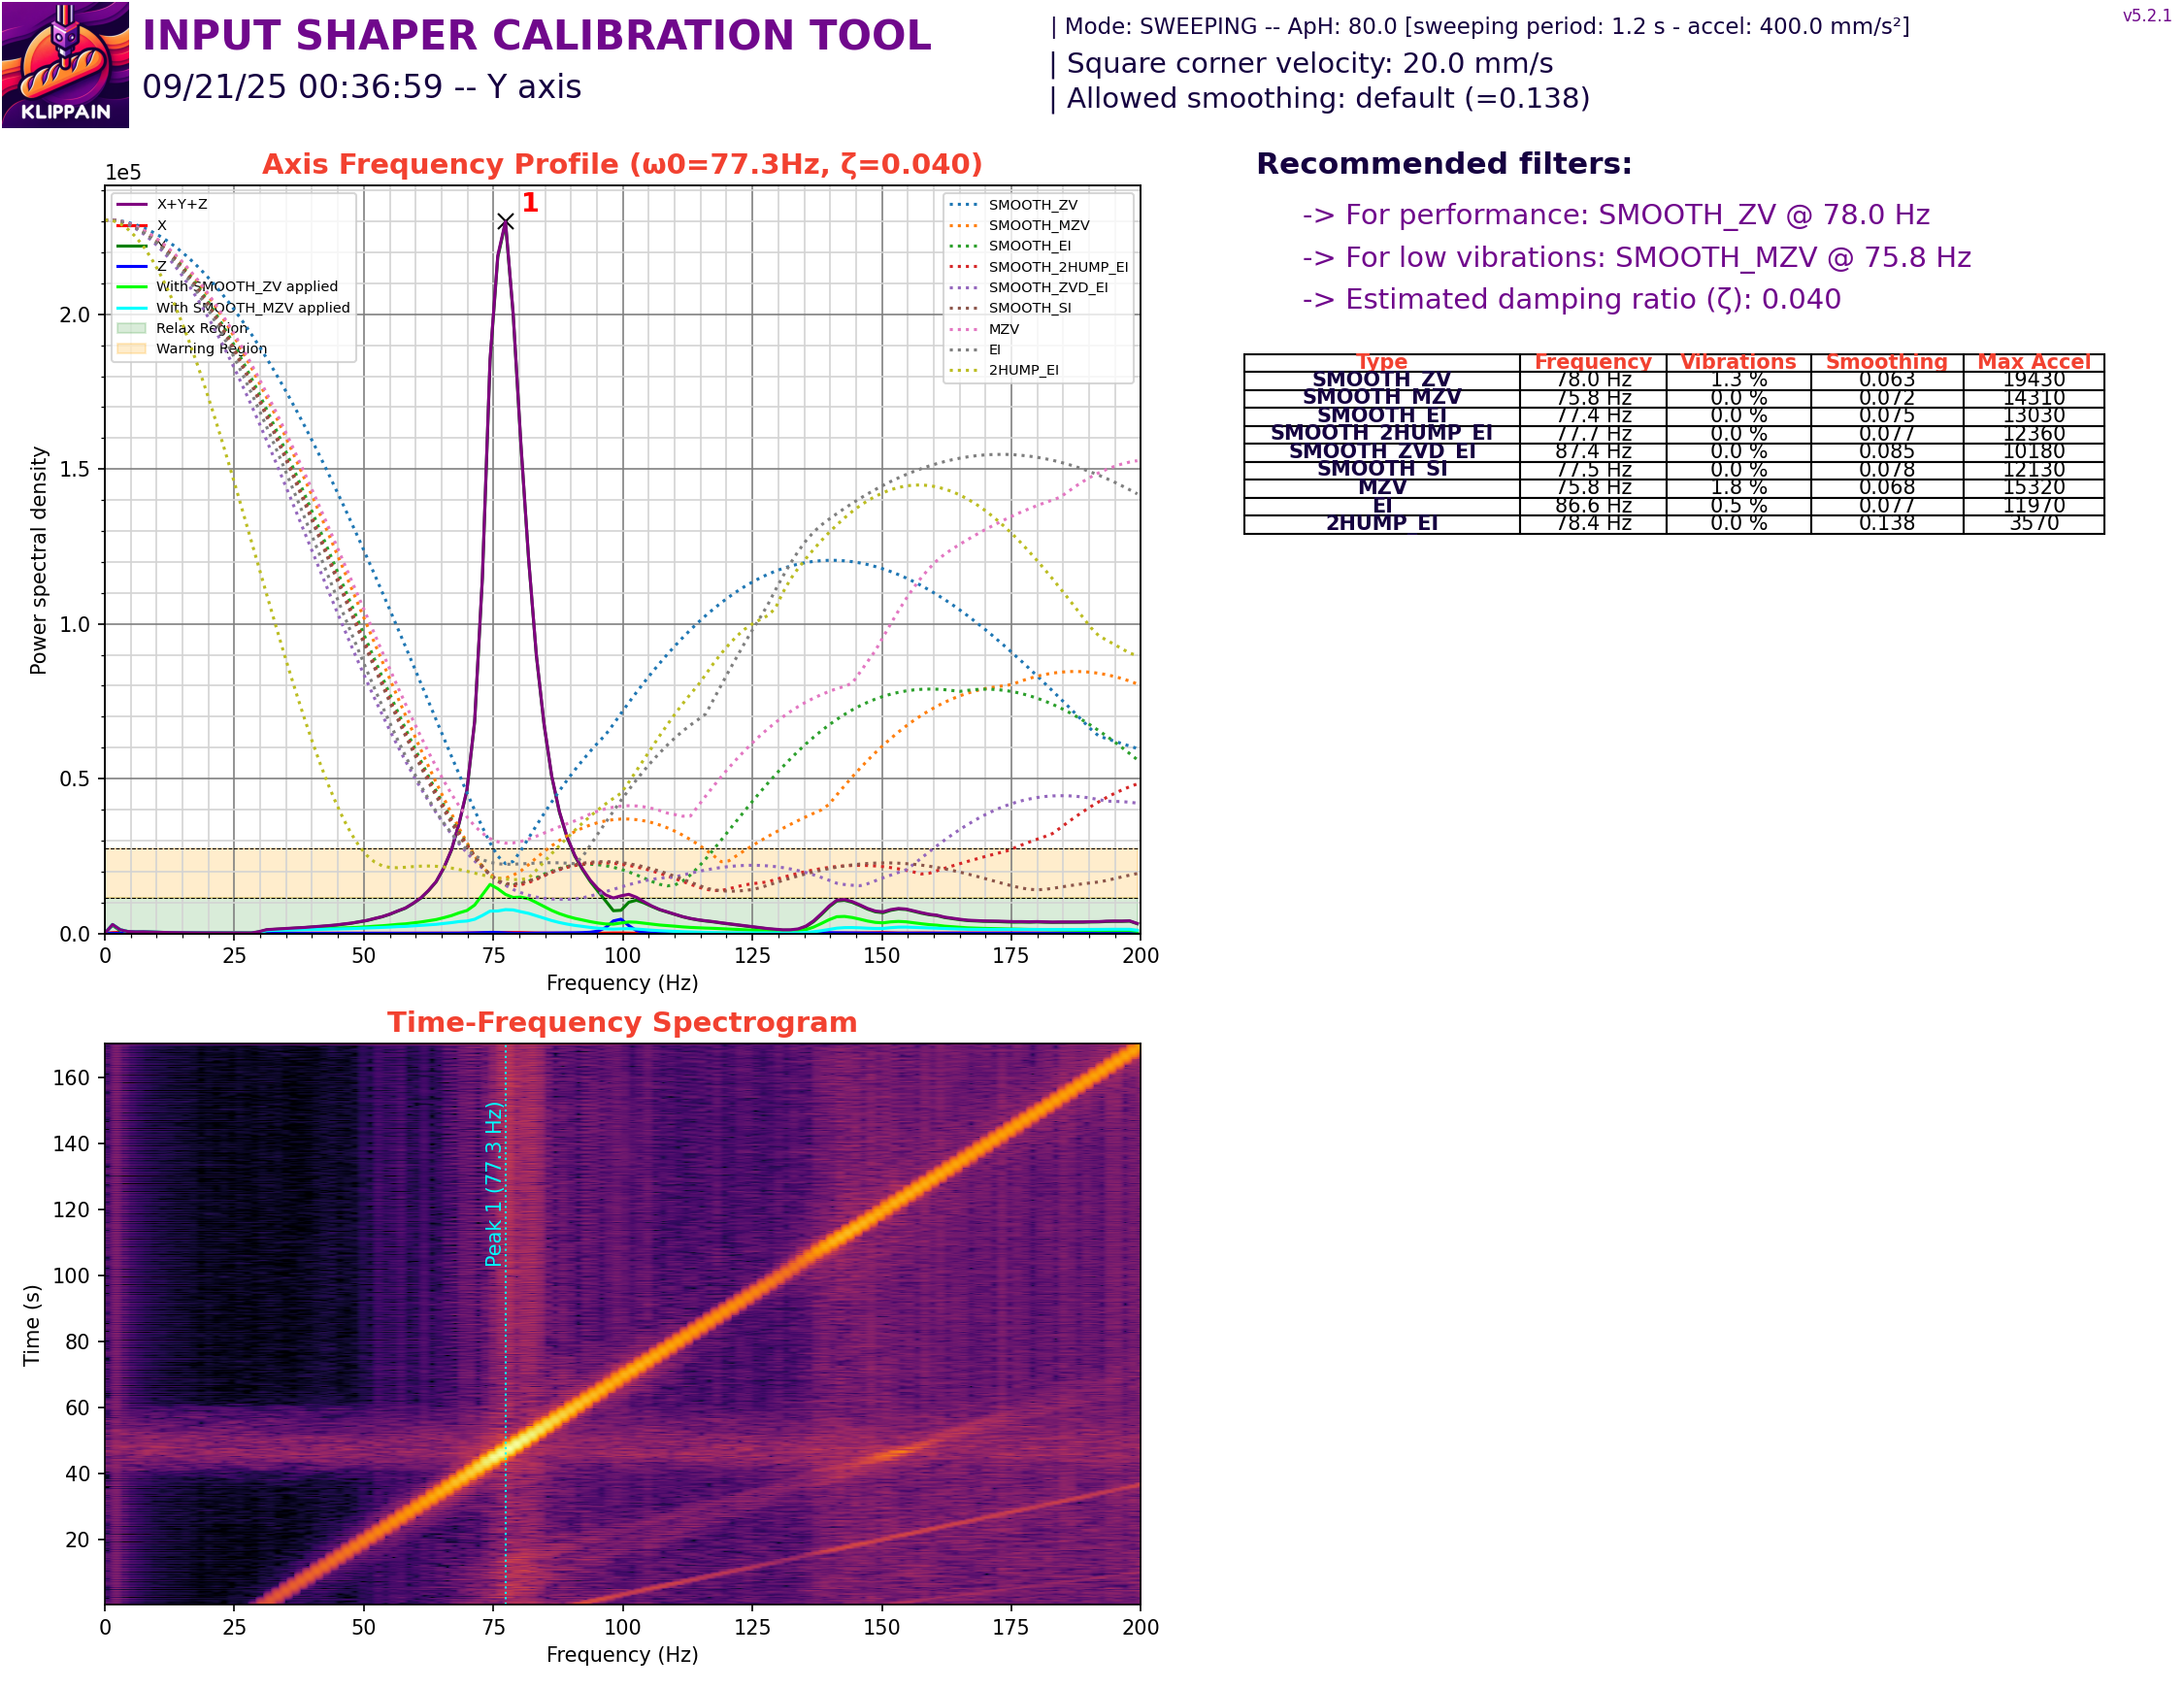 INPUT SHAPER CALIBRATION TOOL
09/21/25 00:36:59 -- Y axis
KLIPPAIN
| Mode: SWEEPING -- ApH: 80.0 [sweeping period: 1.2 s - accel: 400.0 mm/s²]
| Square corner velocity: 20.0 mm/s
| Allowed smoothing: default (=0.138)
v5.2.1
Axis Frequency Profile (ω0=77.3Hz, ζ=0.040)
1e5
X+Y+Z
X
Y
Z
With SMOOTH_ZV applied
With SMOOTH_MZV applied
Relax Region
Warning Region
1
SMOOTH_ZV
SMOOTH_MZV
SMOOTH_EI
SMOOTH_2HUMP_EI
SMOOTH_ZVD_EI
SMOOTH_SI
MZV
EI
2HUMP_EI
Power spectral density
2.0
1.5
1.0
0.5
0.0
0 25 50 75 100 125 150 175 200
Frequency (Hz)
Recommended filters:
-> For performance: SMOOTH_ZV @ 78.0 Hz
-> For low vibrations: SMOOTH_MZV @ 75.8 Hz
-> Estimated damping ratio (ζ): 0.040
Type Frequency Vibrations Smoothing Max Accel
SMOOTH_ZV 78.0 Hz 1.3 % 0.063 19430
SMOOTH_MZV 75.8 Hz 0.0 % 0.072 14310
SMOOTH_EI 77.4 Hz 0.0 % 0.075 13030
SMOOTH_2HUMP_EI 77.7 Hz 0.0 % 0.077 12360
SMOOTH_ZVD_EI 87.4 Hz 0.0 % 0.085 10180
SMOOTH_SI 77.5 Hz 0.0 % 0.078 12130
MZV 75.8 Hz 1.8 % 0.068 15320
EI 86.6 Hz 0.5 % 0.077 11970
2HUMP_EI 78.4 Hz 0.0 % 0.138 3570
Time-Frequency Spectrogram
Time (s)
160
140
120
100
80
60
40
20
Peak 1 (77.3 Hz)
0 25 50 75 100 125 150 175 200
Frequency (Hz)